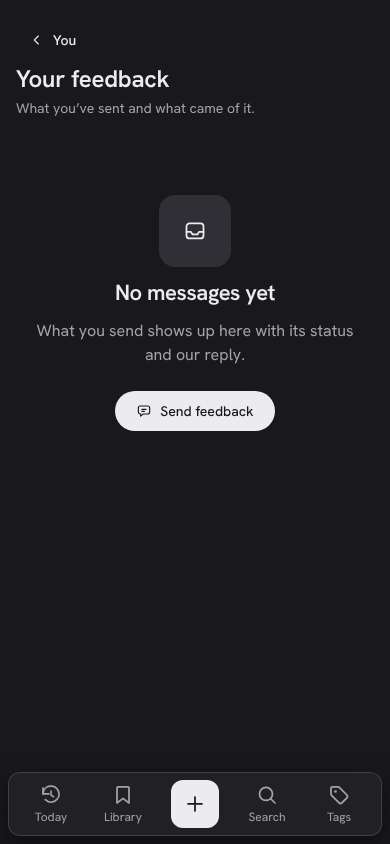 You
Your feedback
What you’ve sent and what came of it.
No messages yet
What you send shows up here with its status
and our reply.
Send feedback
Today
Library
Search
Tags